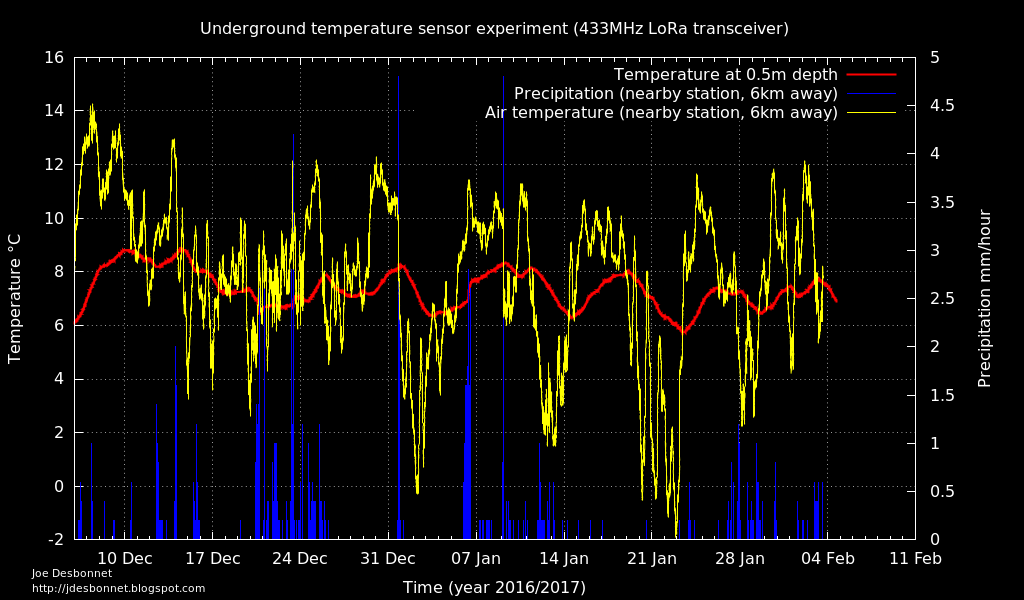 Underground temperature sensor experiment (433MHz LoRa transceiver)
Temperature at 0.5m depth
Precipitation (nearby station, 6km away)
Air temperature (nearby station, 6km away)
Temperature °C
16
14
12
10
8
6
4
2
0
-2
5
4.5
4
3.5
3
2.5
2
1.5
1
0.5
0
Precipitation mm/hour
10 Dec 17 Dec 24 Dec 31 Dec 07 Jan 14 Jan 21 Jan 28 Jan 04 Feb 11 Feb
Time (year 2016/2017)
Joe Desbonnet
http://jdesbonnet.blogspot.com